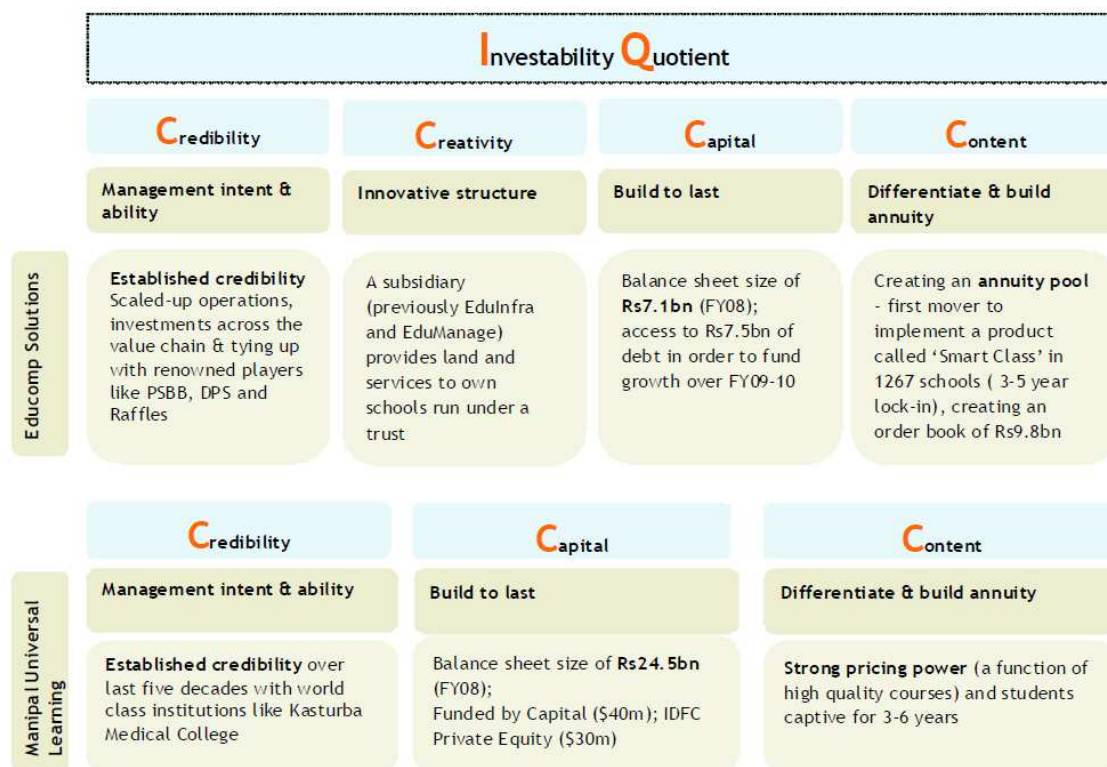 Investability Quotient
Credibility
Creativity
Capital
Content
Management intent &
ability
Innovative structure
Build to last
Differentiate & build
annuity
Educomp Solutions
Established credibility
Scaled-up operations,
investments across the
value chain & tying up
with renowned players
like PSBB, DPS and
Raffles
A subsidiary
(previously EduInfra
and EduManage)
provides land and
services to own
schools run under a
trust
Balance sheet size of
Rs7.1bn (FY08);
access to Rs7.5bn of
debt in order to fund
growth over FY09-10
Creating an annuity pool
- first mover to
implement a product
called ‘Smart Class’ in
1267 schools ( 3-5 year
lock-in), creating an
order book of Rs9.8bn
Credibility
Capital
Content
Management intent & ability
Build to last
Differentiate & build annuity
Manipal Universal
Learning
Established credibility over
last five decades with world
class institutions like Kasturba
Medical College
Balance sheet size of Rs24.5bn
(FY08);
Funded by Capital ($40m); IDFC
Private Equity ($30m)
Strong pricing power (a function of
high quality courses) and students
captive for 3-6 years